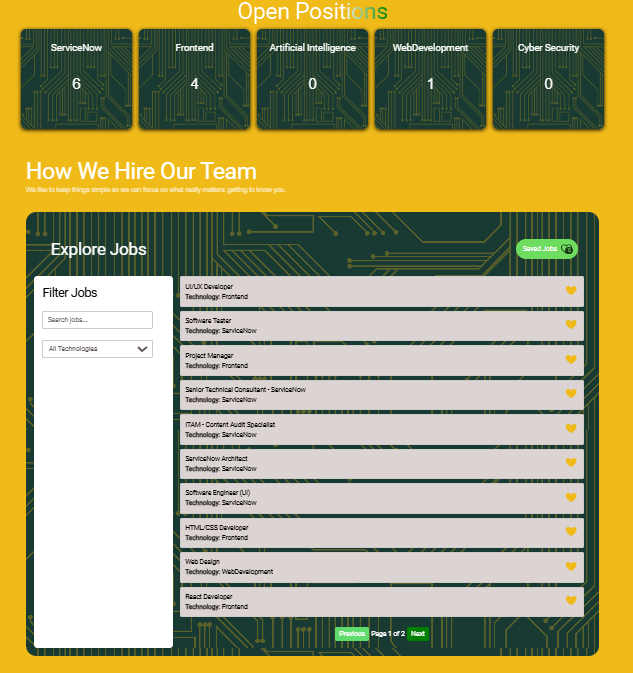 Open Positions
ServiceNow
6
Frontend
4
Artificial Intelligence
0
WebDevelopment
1
Cyber Security
0
How We Hire Our Team
We like to keep things simple so we can focus on what really matters: getting to know you.
Explore Jobs
Saved Jobs
Filter Jobs
Search jobs...
All Technologies
UI/UX Developer
Technology: Frontend
Software Tester
Technology: ServiceNow
Project Manager
Technology: Frontend
Senior Technical Consultant - ServiceNow
Technology: ServiceNow
ITAM - Content Audit Specialist
Technology: ServiceNow
ServiceNow Architect
Technology: ServiceNow
Software Engineer (UI)
Technology: ServiceNow
HTML/CSS Developer
Technology: Frontend
Web Design
Technology: WebDevelopment
React Developer
Technology: Frontend
Previous Page 1 of 2 Next